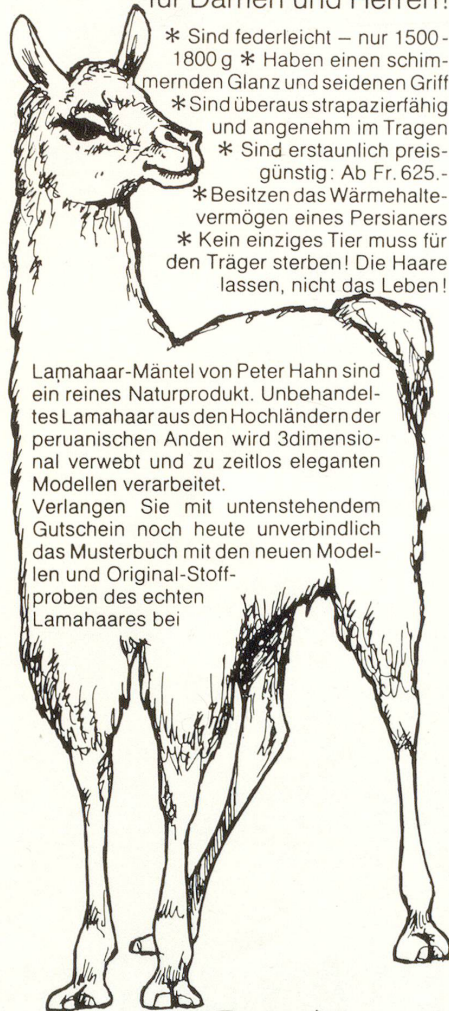 für Damen und Herren!
* Sind federleicht – nur 1500-
1800 g * Haben einen schim-
mernden Glanz und seidenen Griff
* Sind überaus strapazierfähig
und angenehm im Tragen
* Sind erstaunlich preis-
günstig: Ab Fr. 625.-
* Besitzen das Wärmehalte-
vermögen eines Persianers
* Kein einziges Tier muss für
den Träger sterben! Die Haare
lassen, nicht das Leben!
Lamahaar-Mäntel von Peter Hahn sind
ein reines Naturprodukt. Unbehandel-
tes Lamahaar aus den Hochländern der
peruanischen Anden wird 3dimensio-
nal verwebt und zu zeitlos eleganten
Modellen verarbeitet.
Verlangen Sie mit untenstehendem
Gutschein noch heute unverbindlich
das Musterbuch mit den neuen Model-
len und Original-Stoff-
proben des echten
Lamahaares bei